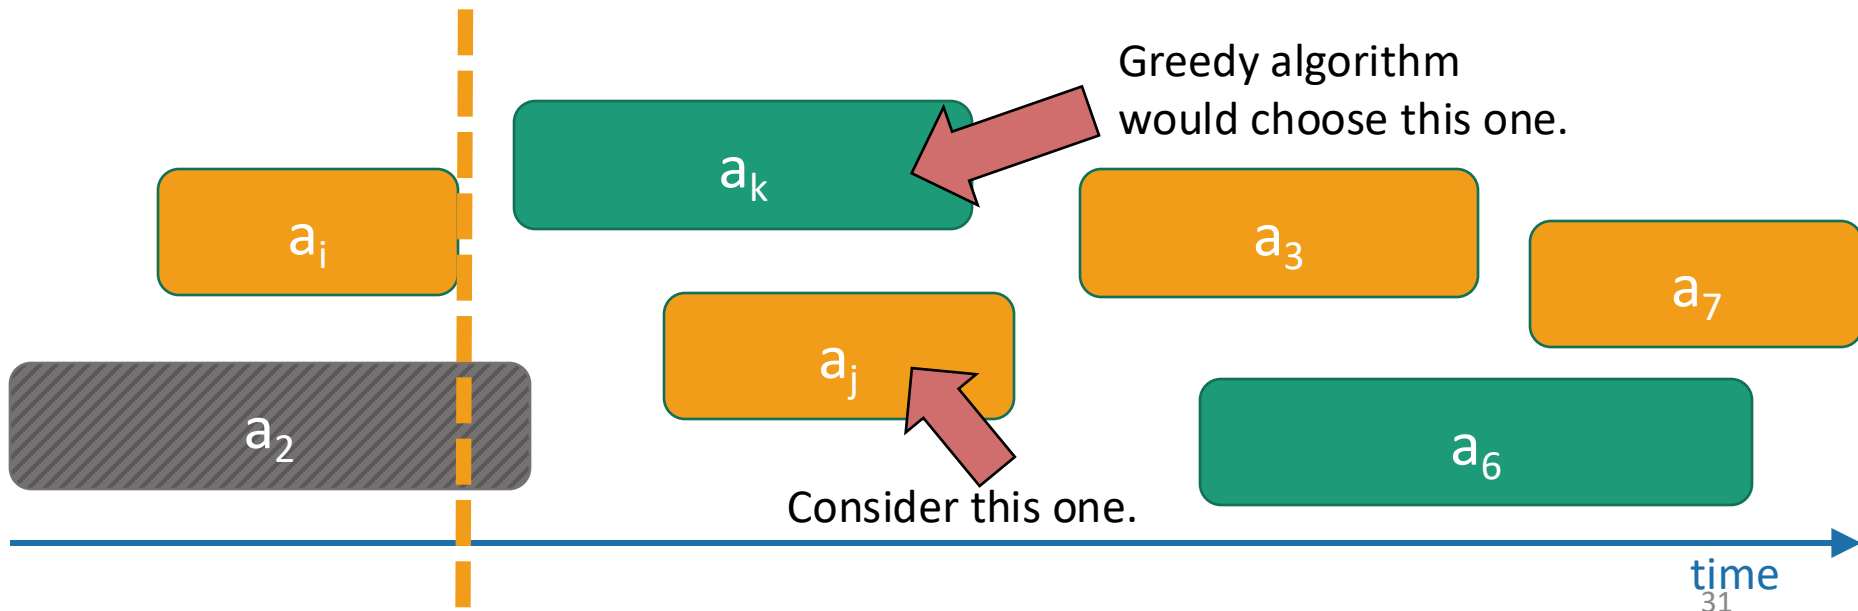 Greedy algorithm
would choose this one.
aₖ
aᵢ
a₃
a₇
aⱼ
a₂
a₆
Consider this one.
time
31